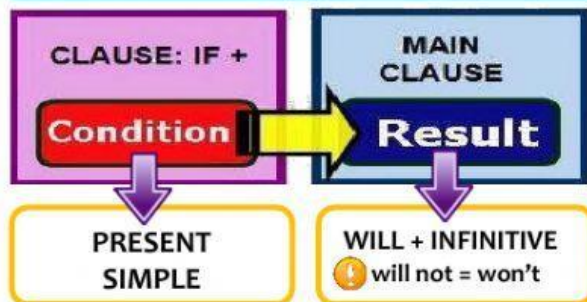 CLAUSE: IF +
Condition
PRESENT
SIMPLE
MAIN
CLAUSE
Result
WILL + INFINITIVE
! will not = won't